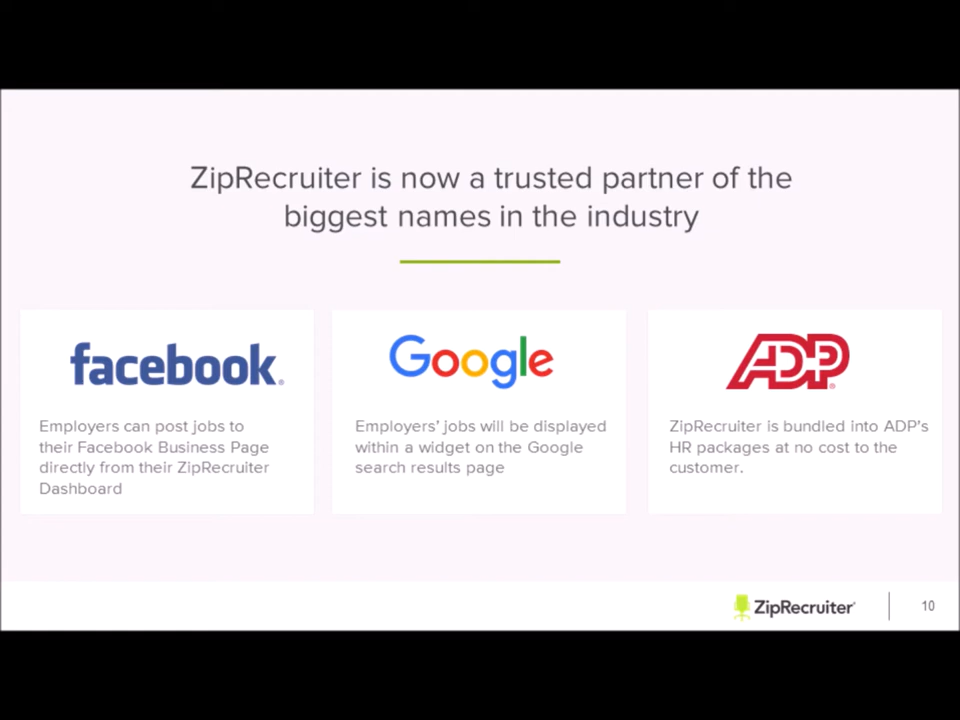 ZipRecruiter is now a trusted partner of the
biggest names in the industry
facebook®
Employers can post jobs to
their Facebook Business Page
directly from their ZipRecruiter
Dashboard
Google
Employers' jobs will be displayed
within a widget on the Google
search results page
ADP®
ZipRecruiter is bundled into ADP's
HR packages at no cost to the
customer.
ZipRecruiter
10